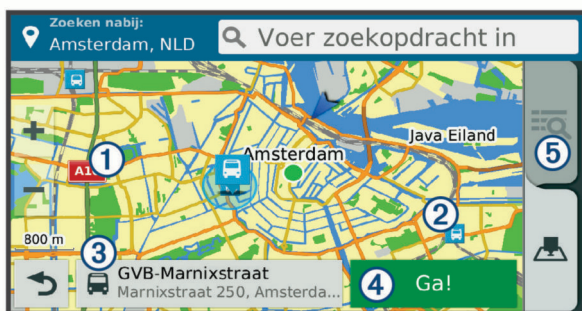 Zoeken nabij:
Amsterdam, NLD
Voer zoekopdracht in
Java Eiland
Amsterdam
1
5
2
800 m
3
GVB-Marnixstraat
Marnixstraat 250, Amsterda...
4
Ga!